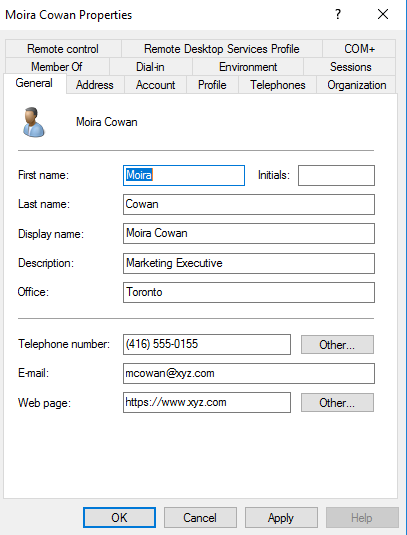 Moira Cowan Properties ? ×
Remote control Remote Desktop Services Profile COM+
Member Of Dial-in Environment Sessions
General Address Account Profile Telephones Organization
Moira Cowan
First name: Moira Initials:
Last name: Cowan
Display name: Moira Cowan
Description: Marketing Executive
Office: Toronto
Telephone number: (416) 555-0155 Other...
E-mail: mcowan@xyz.com
Web page: https://www.xyz.com Other...
OK Cancel Apply Help